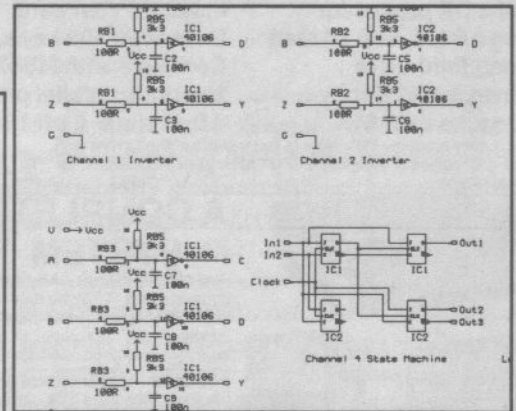 100n
RB5
3k3
IC1
40106
B
RB1
100R
D
Vcc
C2
100n
RB5
3k3
IC1
40106
Z
RB1
100R
Y
C3
100n
G
Channel 1 Inverter
RB5
3k3
IC2
40106
B
RB2
100R
D
Vcc
C5
100n
RB5
3k3
IC2
40106
Z
RB2
100R
Y
C6
100n
G
Channel 2 Inverter
V
Vcc
Vcc
RB5
3k3
IC1
40106
A
RB3
100R
C
Vcc
C7
100n
RB5
3k3
IC1
40106
B
RB3
100R
D
Vcc
C8
100n
RB5
3k3
IC1
40106
Z
RB3
100R
Y
C9
100n
In1
In2
Clock
IC1
IC1
Out1
IC2
IC2
Out2
Out3
Channel 4 State Machine